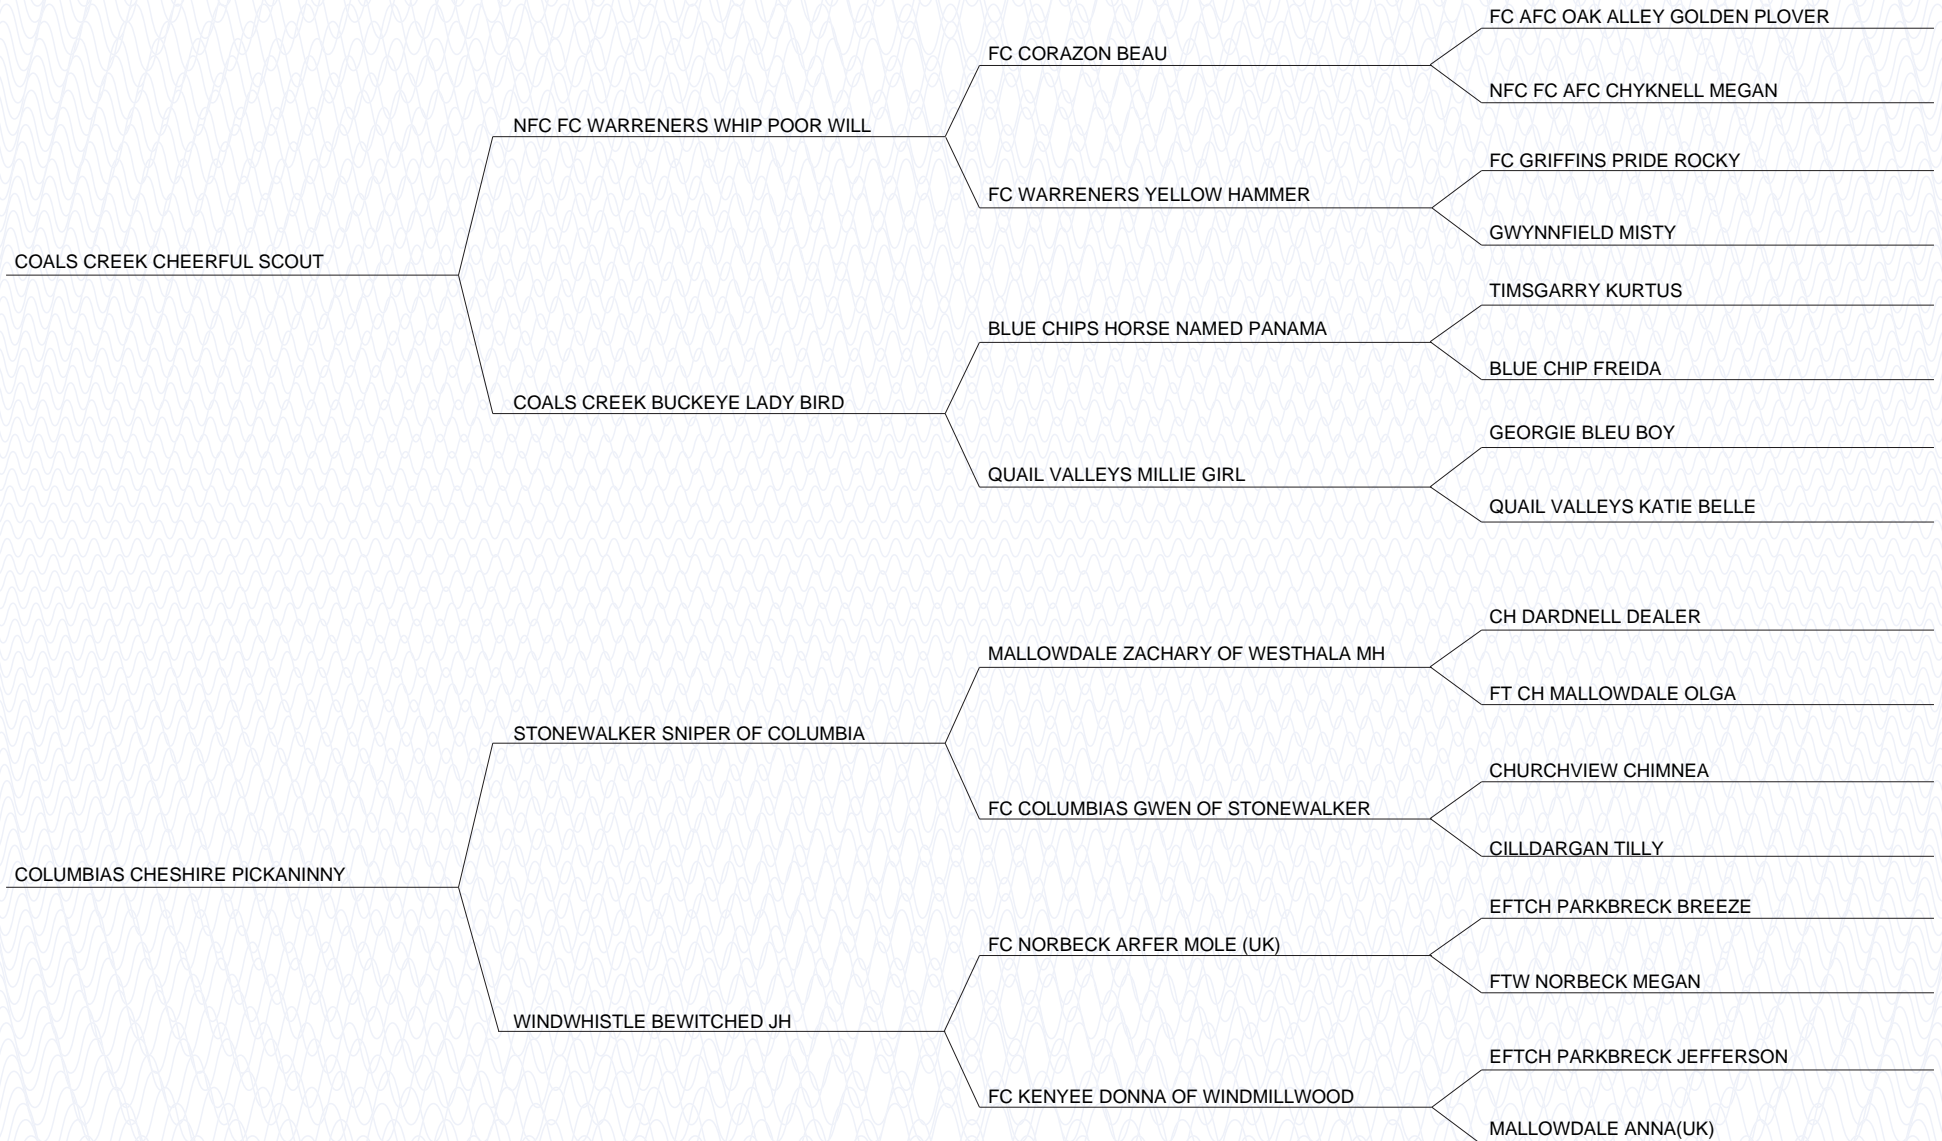 FC AFC OAK ALLEY GOLDEN PLOVER
FC CORAZON BEAU
NFC FC AFC CHYKNELL MEGAN
NFC FC WARRENERS WHIP POOR WILL
FC GRIFFINS PRIDE ROCKY
FC WARRENERS YELLOW HAMMER
GWYNNFIELD MISTY
COALS CREEK CHEERFUL SCOUT
TIMSGARRY KURTUS
BLUE CHIPS HORSE NAMED PANAMA
BLUE CHIP FREIDA
COALS CREEK BUCKEYE LADY BIRD
GEORGIE BLEU BOY
QUAIL VALLEYS MILLIE GIRL
QUAIL VALLEYS KATIE BELLE
CH DARDNELL DEALER
MALLOWDALE ZACHARY OF WESTHALA MH
FT CH MALLOWDALE OLGA
STONEWALKER SNIPER OF COLUMBIA
CHURCHVIEW CHIMNEA
FC COLUMBIAS GWEN OF STONEWALKER
CILLDARGAN TILLY
COLUMBIAS CHESHIRE PICKANINNY
EFTCH PARKBRECK BREEZE
FC NORBECK ARFER MOLE (UK)
FTW NORBECK MEGAN
WINDWHISTLE BEWITCHED JH
EFTCH PARKBRECK JEFFERSON
FC KENYEE DONNA OF WINDMILLWOOD
MALLOWDALE ANNA(UK)